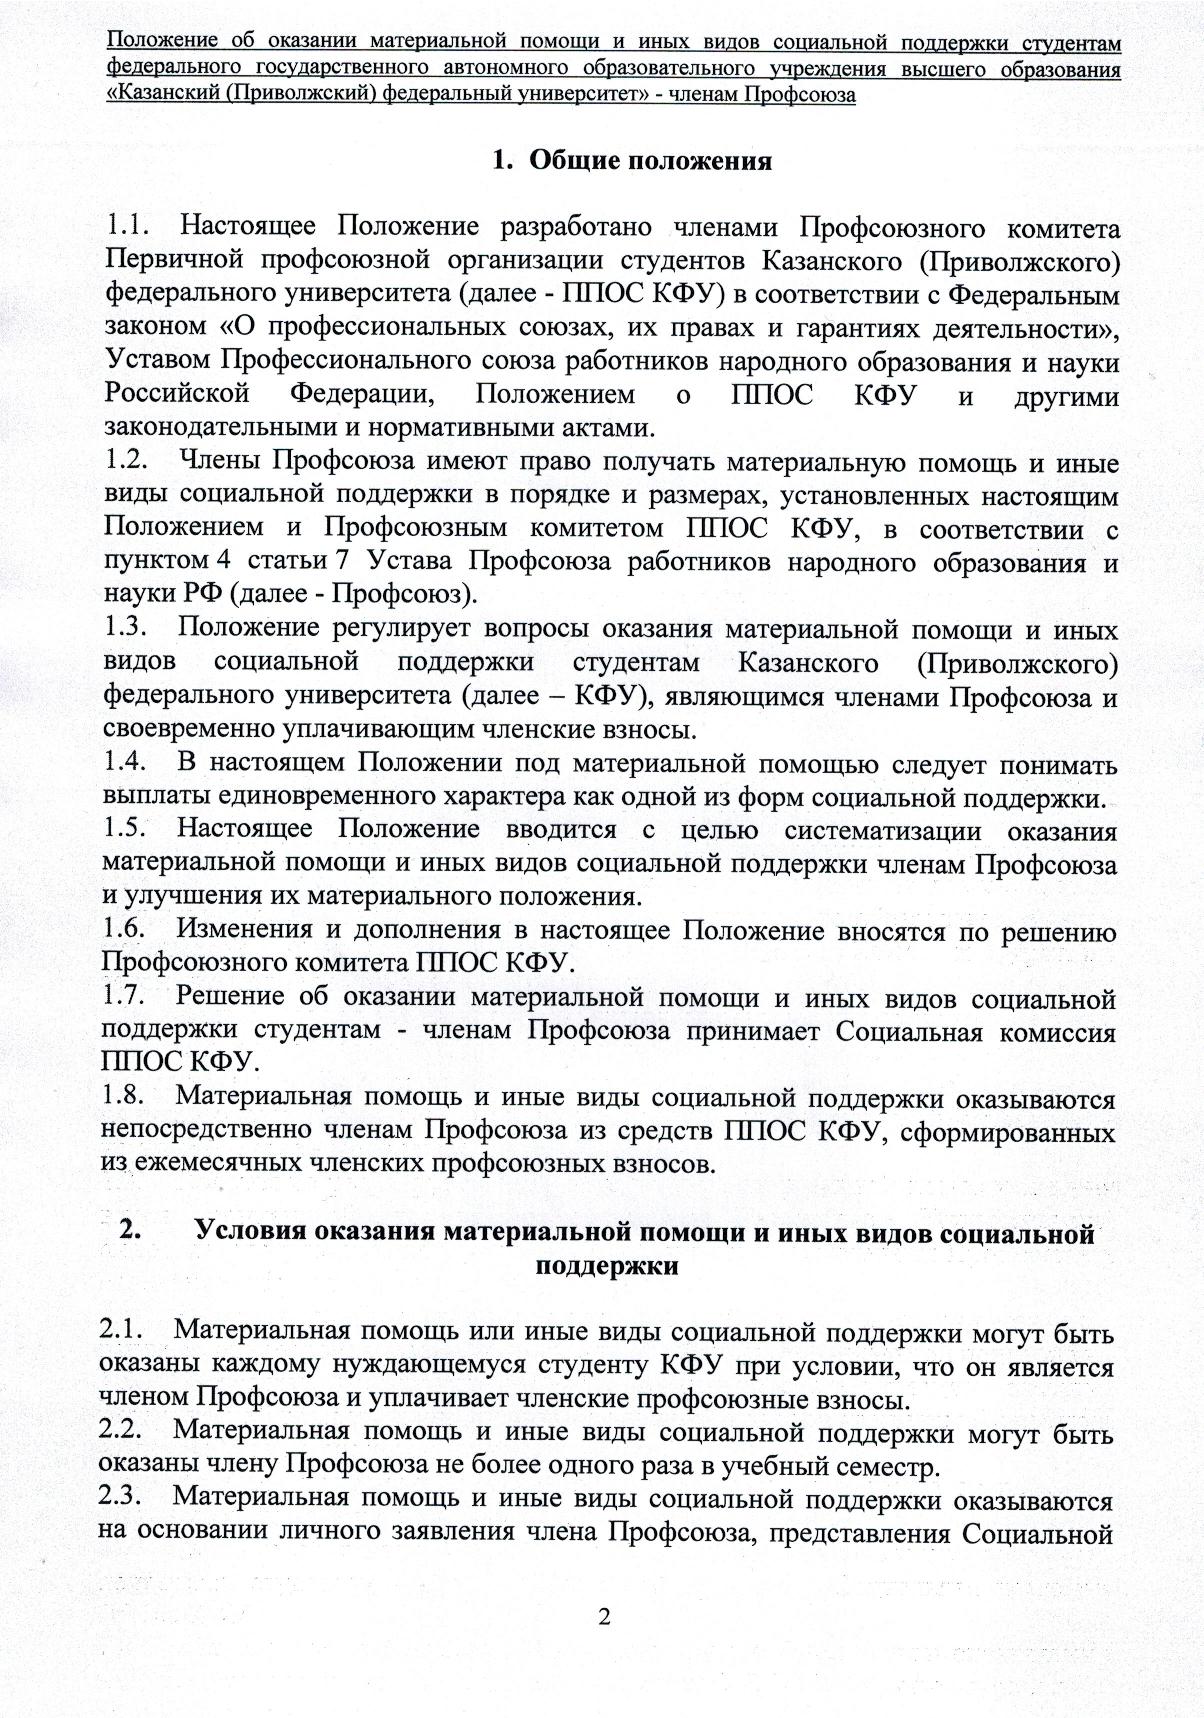 Положение об оказании материальной помощи и иных видов социальной поддержки студентам
федерального государственного автономного образовательного учреждения высшего образования
«Казанский (Приволжский) федеральный университет» - членам Профсоюза
1. Общие положения
1.1. Настоящее Положение разработано членами Профсоюзного комитета
Первичной профсоюзной организации студентов Казанского (Приволжского)
федерального университета (далее - ППОС КФУ) в соответствии с Федеральным
законом «О профессиональных союзах, их правах и гарантиях деятельности»,
Уставом Профессионального союза работников народного образования и науки
Российской Федерации, Положением о ППОС КФУ и другими
законодательными и нормативными актами.
1.2. Члены Профсоюза имеют право получать материальную помощь и иные
виды социальной поддержки в порядке и размерах, установленных настоящим
Положением и Профсоюзным комитетом ППОС КФУ, в соответствии с
пунктом 4 статьи 7 Устава Профсоюза работников народного образования и
науки РФ (далее - Профсоюз).
1.3. Положение регулирует вопросы оказания материальной помощи и иных
видов социальной поддержки студентам Казанского (Приволжского)
федерального университета (далее – КФУ), являющимся членами Профсоюза и
своевременно уплачивающим членские взносы.
1.4. В настоящем Положении под материальной помощью следует понимать
выплаты единовременного характера как одной из форм социальной поддержки.
1.5. Настоящее Положение вводится с целью систематизации оказания
материальной помощи и иных видов социальной поддержки членам Профсоюза
и улучшения их материального положения.
1.6. Изменения и дополнения в настоящее Положение вносятся по решению
Профсоюзного комитета ППОС КФУ.
1.7. Решение об оказании материальной помощи и иных видов социальной
поддержки студентам - членам Профсоюза принимает Социальная комиссия
ППОС КФУ.
1.8. Материальная помощь и иные виды социальной поддержки оказываются
непосредственно членам Профсоюза из средств ППОС КФУ, сформированных
из ежемесячных членских профсоюзных взносов.
2. Условия оказания материальной помощи и иных видов социальной
поддержки
2.1. Материальная помощь или иные виды социальной поддержки могут быть
оказаны каждому нуждающемуся студенту КФУ при условии, что он является
членом Профсоюза и уплачивает членские профсоюзные взносы.
2.2. Материальная помощь и иные виды социальной поддержки могут быть
оказаны члену Профсоюза не более одного раза в учебный семестр.
2.3. Материальная помощь и иные виды социальной поддержки оказываются
на основании личного заявления члена Профсоюза, представления Социальной
2